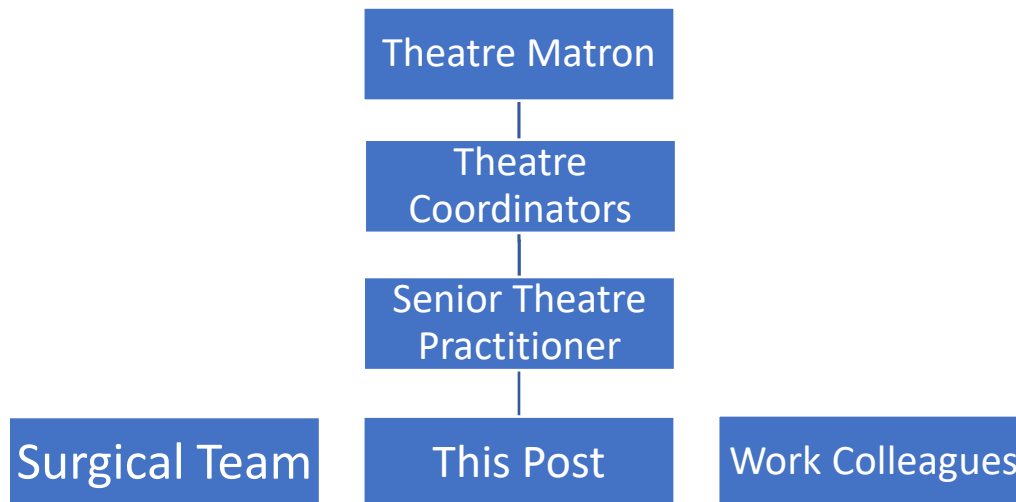 Theatre Matron
Theatre
Coordinators
Senior Theatre
Practitioner
Surgical Team
This Post
Work Colleagues